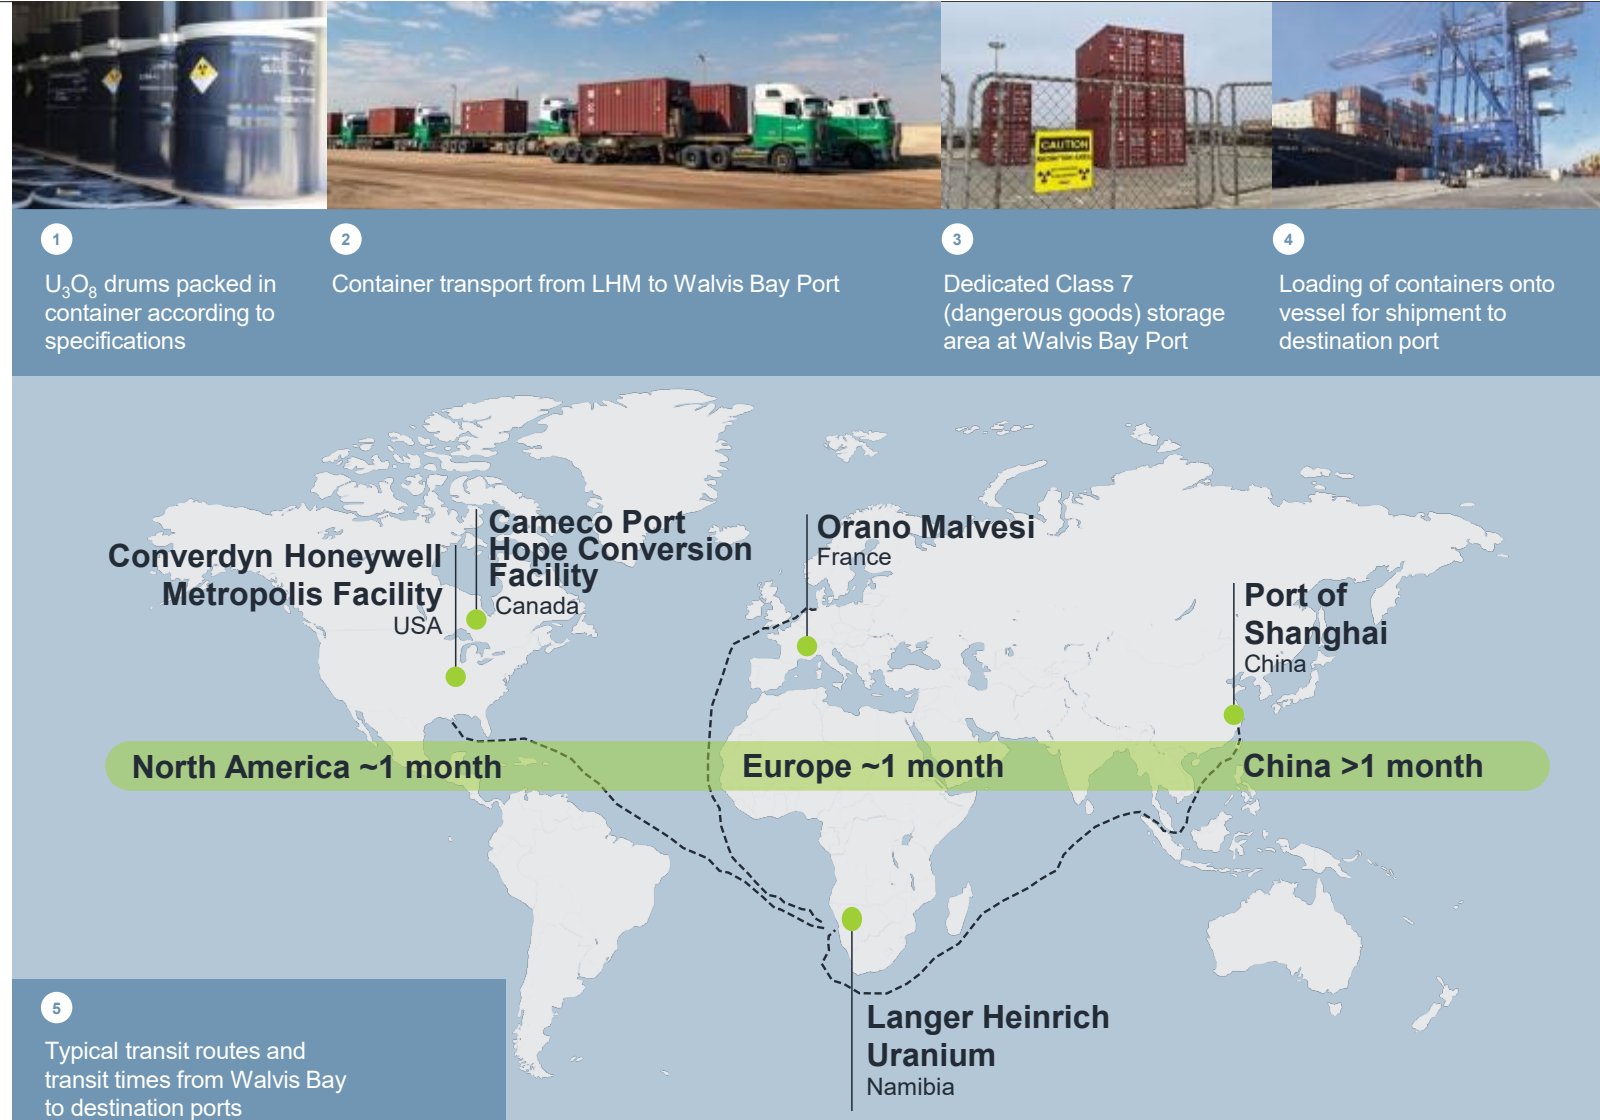 CAUTION
1
U₃O₈ drums packed in
container according to
specifications
2
Container transport from LHM to Walvis Bay Port
3
Dedicated Class 7
(dangerous goods) storage
area at Walvis Bay Port
4
Loading of containers onto
vessel for shipment to
destination port
Converdyn Honeywell
Metropolis Facility
USA
Cameco Port
Hope Conversion
Facility
Canada
Orano Malvesi
France
Port of
Shanghai
China
North America ~1 month
Europe ~1 month
China >1 month
Langer Heinrich
Uranium
Namibia
5
Typical transit routes and
transit times from Walvis Bay
to destination ports